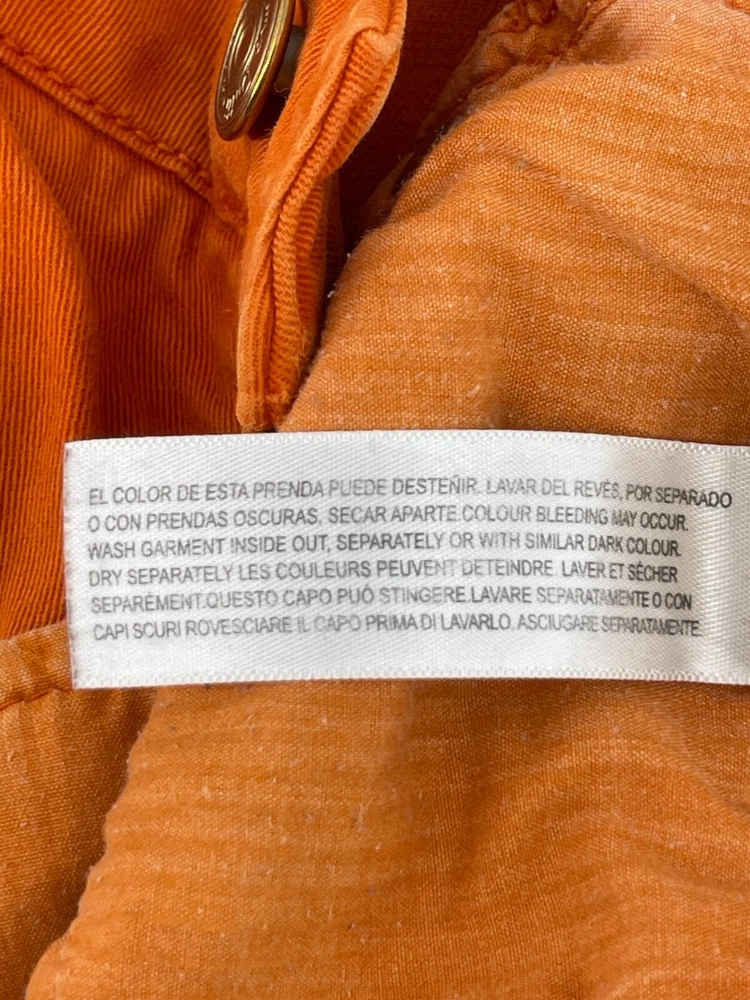 EL COLOR DE ESTA PRENDA PUEDE DESTEÑIR. LAVAR DEL REVÉS, POR SEPARADO
O CON PRENDAS OSCURAS. SECAR APARTE.COLOUR BLEEDING MAY OCCUR.
WASH GARMENT INSIDE OUT, SEPARATELY OR WITH SIMILAR DARK COLOUR.
DRY SEPARATELY LES COULEURS PEUVENT DETEINDRE. LAVER ET SÉCHER
SEPARÉMENT.QUESTO CAPO PUÓ STINGERE.LAVARE SEPARATAMENTE O CON
CAPI SCURI ROVESCIARE IL CAPO PRIMA DI LAVARLO. ASCIUGARE SEPARATAMENTE.